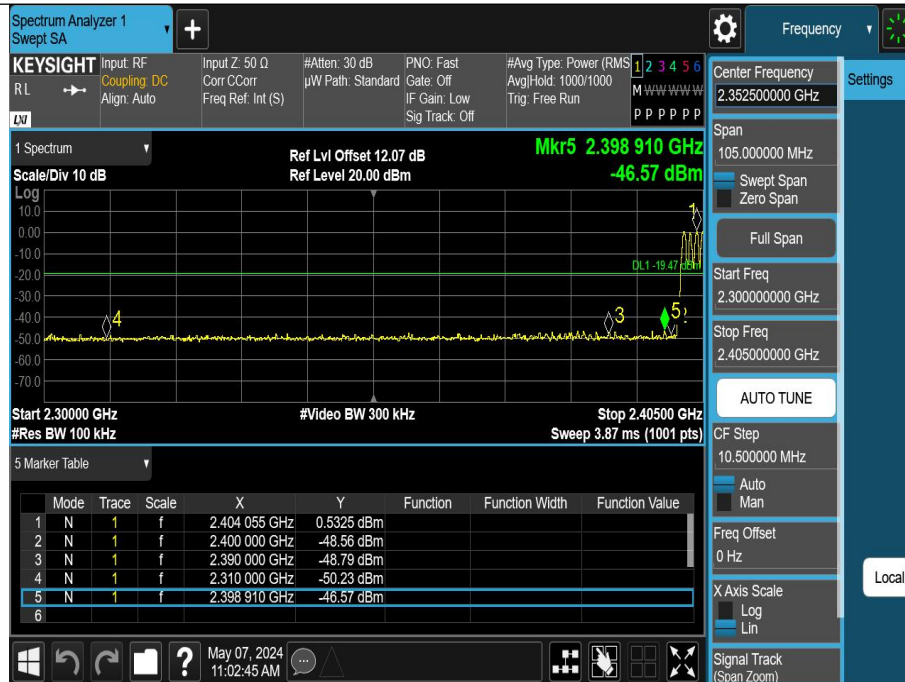 Spectrum Analyzer 1
Swept SA
+
Frequency
KEYSIGHT
RL
LXI
Input: RF
Coupling: DC
Align: Auto
Input Z: 50 Ω
Corr CCorr
Freq Ref: Int (S)
#Atten: 30 dB
µW Path: Standard
PNO: Fast
Gate: Off
IF Gain: Low
Sig Track: Off
#Avg Type: Power (RMS
Avg|Hold: 1000/1000
Trig: Free Run
1 2 3 4 5 6
M W W W W W
P P P P P P
1 Spectrum
Scale/Div 10 dB
Ref Lvl Offset 12.07 dB
Ref Level 20.00 dBm
Mkr5 2.398 910 GHz
-46.57 dBm
Log
10.0
0.00
-10.0
-20.0
-30.0
-40.0
-50.0
-60.0
-70.0
1
DL1 -19.47 dBm
4
3
5
Start 2.30000 GHz
#Res BW 100 kHz
#Video BW 300 kHz
Stop 2.40500 GHz
Sweep 3.87 ms (1001 pts)
5 Marker Table
Mode Trace Scale X Y Function Function Width Function Value
1 N 1 f 2.404 055 GHz 0.5325 dBm
2 N 1 f 2.400 000 GHz -48.56 dBm
3 N 1 f 2.390 000 GHz -48.79 dBm
4 N 1 f 2.310 000 GHz -50.23 dBm
5 N 1 f 2.398 910 GHz -46.57 dBm
6
?
May 07, 2024
11:02:45 AM
Center Frequency
2.352500000 GHz
Span
105.000000 MHz
Swept Span
Zero Span
Full Span
Start Freq
2.300000000 GHz
Stop Freq
2.405000000 GHz
AUTO TUNE
CF Step
10.500000 MHz
Auto
Man
Freq Offset
0 Hz
X Axis Scale
Log
Lin
Signal Track
(Span Zoom)
Settings
Local